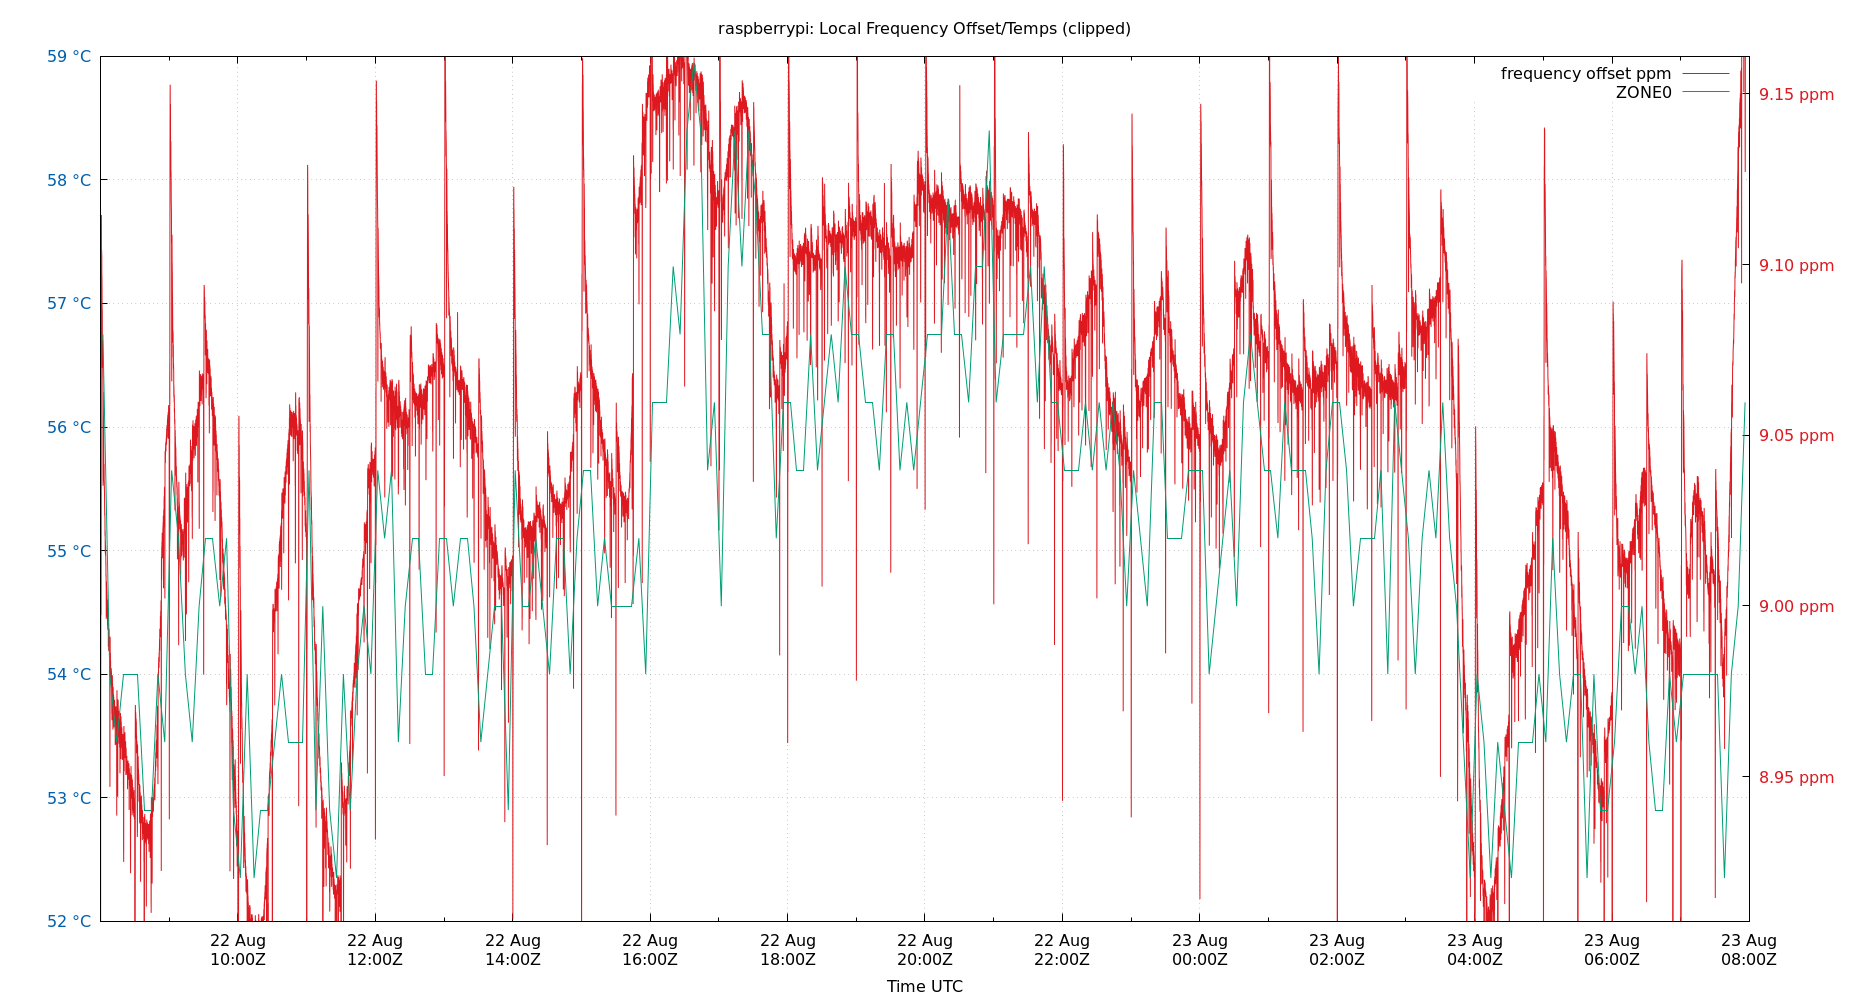 raspberrypi: Local Frequency Offset/Temps (clipped)
59 °C
58 °C
57 °C
56 °C
55 °C
54 °C
53 °C
52 °C
frequency offset ppm
ZONE0
9.15 ppm
9.10 ppm
9.05 ppm
9.00 ppm
8.95 ppm
22 Aug 22 Aug 22 Aug 22 Aug 22 Aug 22 Aug 22 Aug 23 Aug 23 Aug 23 Aug 23 Aug 23 Aug
10:00Z 12:00Z 14:00Z 16:00Z 18:00Z 20:00Z 22:00Z 00:00Z 02:00Z 04:00Z 06:00Z 08:00Z
Time UTC